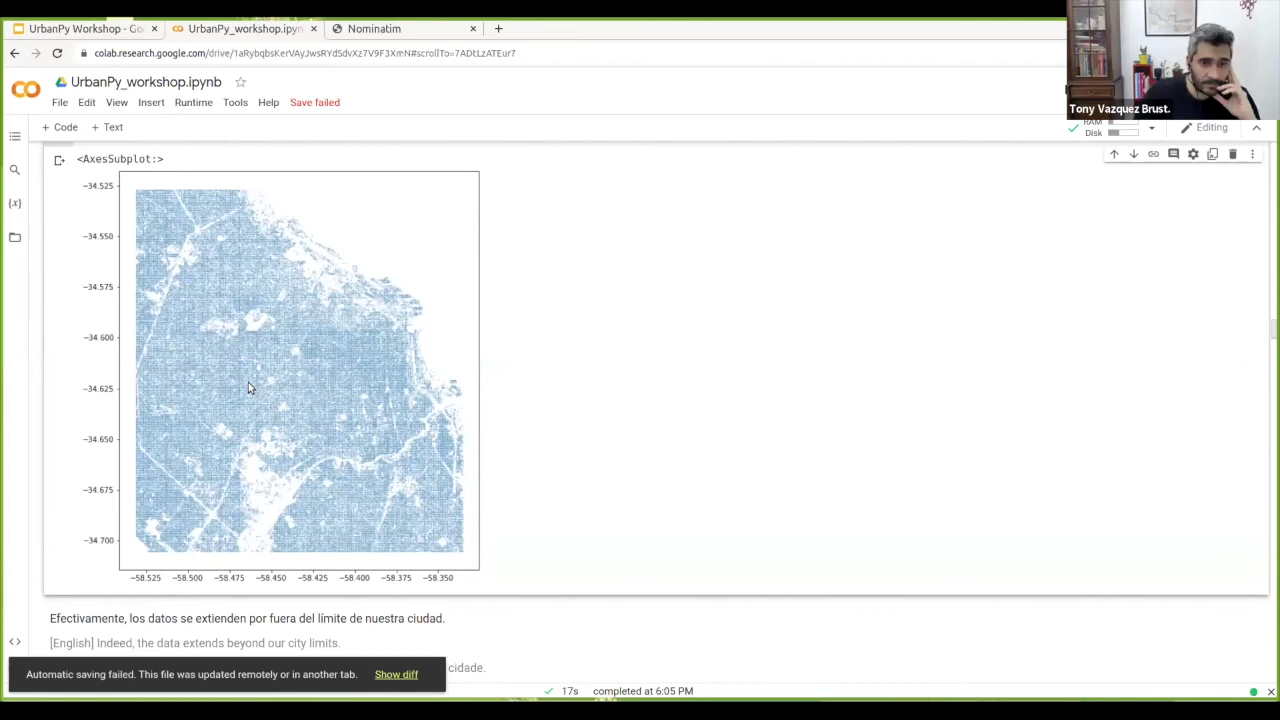 UrbanPy Workshop - Go
UrbanPy_workshop.ipyn
Nominatim
colab.research.google.com/drive/1aRybqbsKerVAyJwsRYdSdvXz7V9F3XmN#scrollTo=7ADtLzATEur7
UrbanPy_workshop.ipynb
File Edit View Insert Runtime Tools Help Save failed
Tony Vazquez Brust.
+ Code + Text
RAM
Disk
Editing
<AxesSubplot:>
−34.525
−34.550
−34.575
−34.600
−34.625
−34.650
−34.675
−34.700
−58.525 −58.500 −58.475 −58.450 −58.425 −58.400 −58.375 −58.350
Efectivamente, los datos se extienden por fuera del límite de nuestra ciudad.
[English] Indeed, the data extends beyond our city limits.
cidade.
Automatic saving failed. This file was updated remotely or in another tab. Show diff
17s completed at 6:05 PM